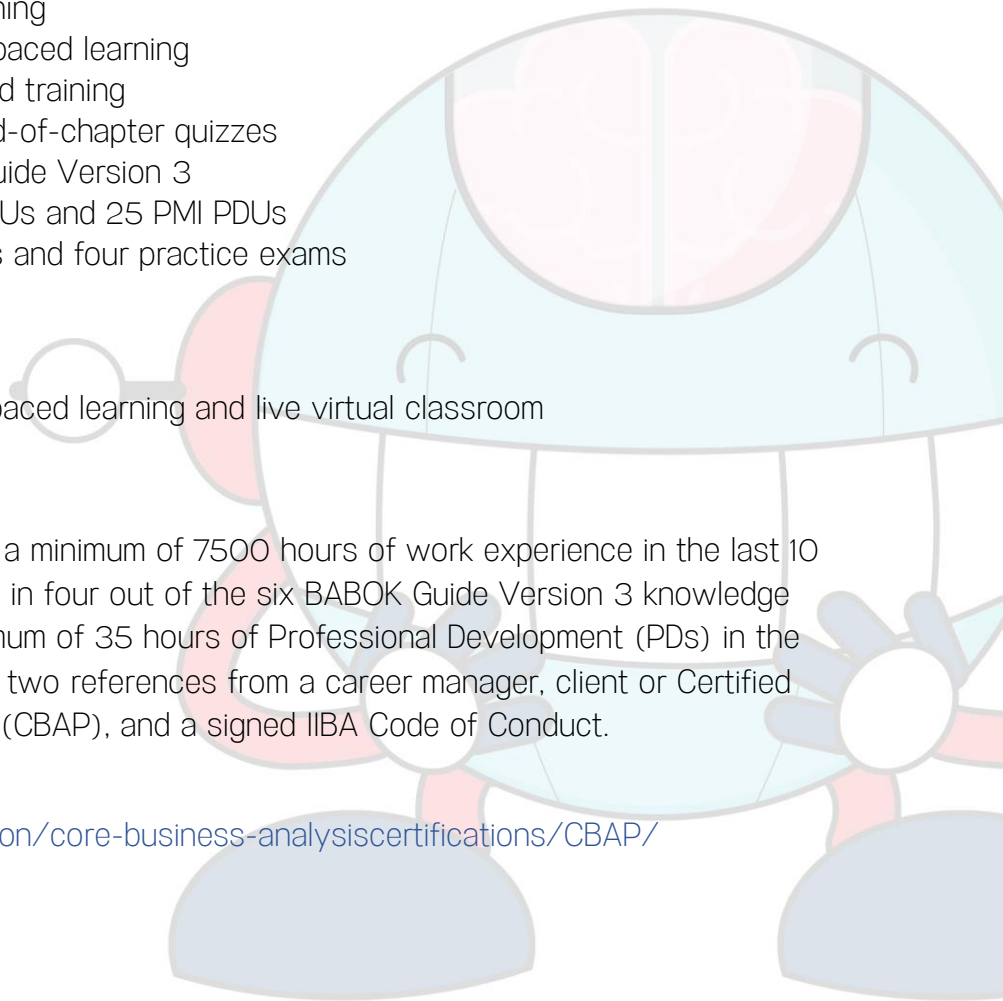 ning
paced learning
d training
d-of-chapter quizzes
uide Version 3
Us and 25 PMI PDUs
s and four practice exams
paced learning and live virtual classroom
a minimum of 7500 hours of work experience in the last 10
in four out of the six BABOK Guide Version 3 knowledge
num of 35 hours of Professional Development (PDs) in the
two references from a career manager, client or Certified
(CBAP), and a signed IIBA Code of Conduct.
on/core-business-analysiscertifications/CBAP/